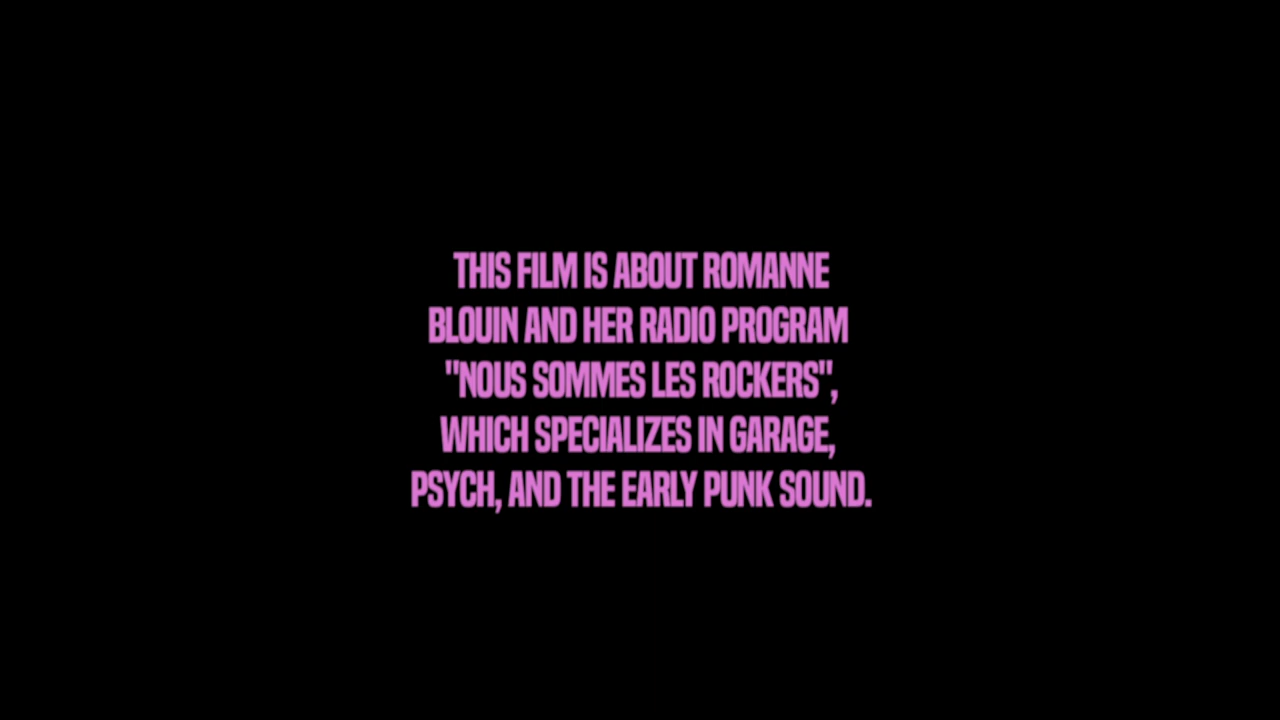 THIS FILM IS ABOUT ROMANNE
BLOUIN AND HER RADIO PROGRAM
"NOUS SOMMES LES ROCKERS",
WHICH SPECIALIZES IN GARAGE,
PSYCH, AND THE EARLY PUNK SOUND.